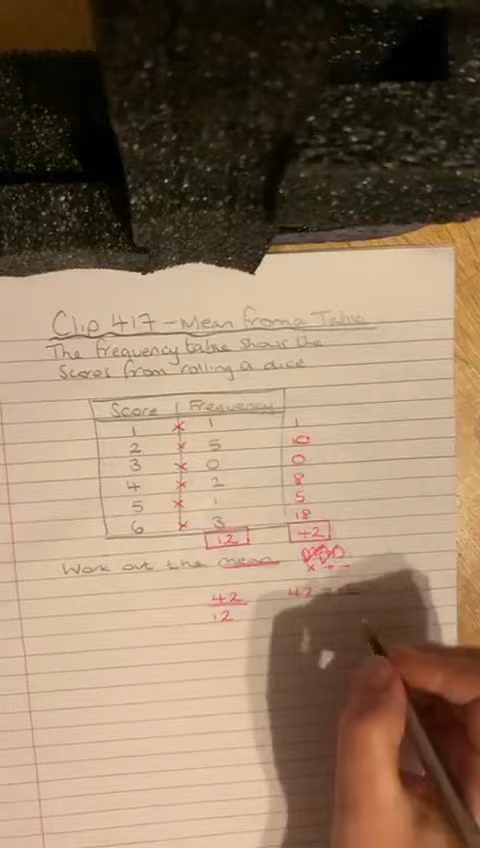 Clip 417 - Mean from a Table
The frequency table shows the
Scores from rolling a dice
Score Frequency
1 × 1 1
2 × 5 10
3 × 0 0
4 × 2 8
5 × 1 5
6 × 3 18
12 42
Work out the mean
× ÷ -
42
12
42 ÷